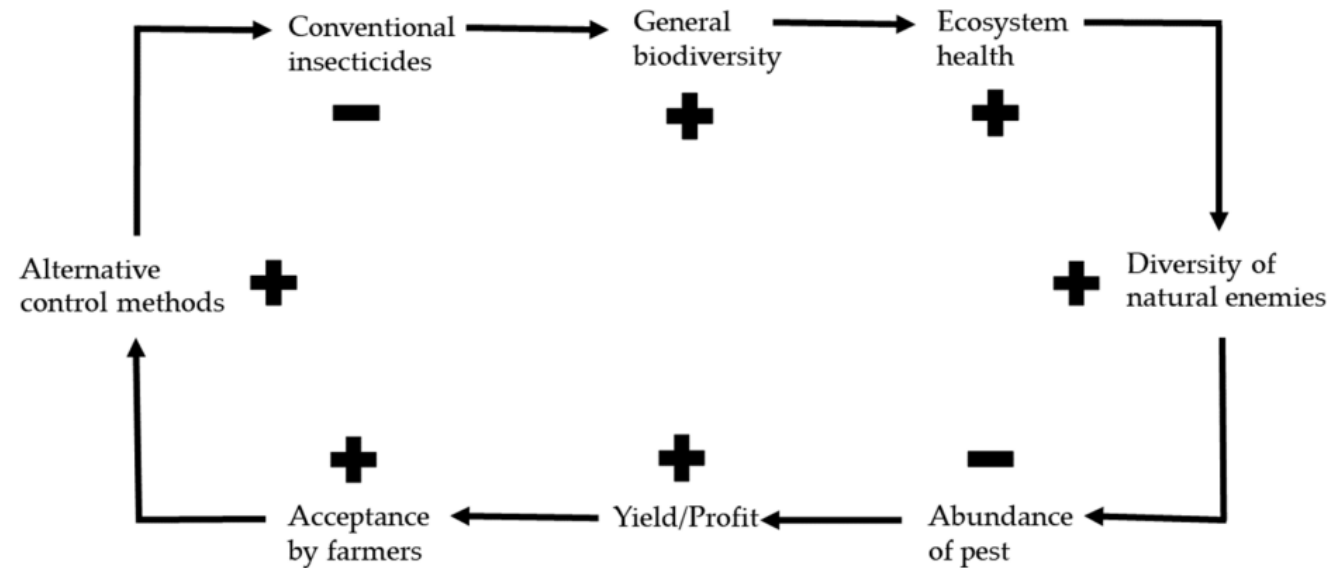 Conventional
insecticides
General
biodiversity
Ecosystem
health
Alternative
control methods
Diversity of
natural enemies
Acceptance
by farmers
Yield/Profit
Abundance
of pest